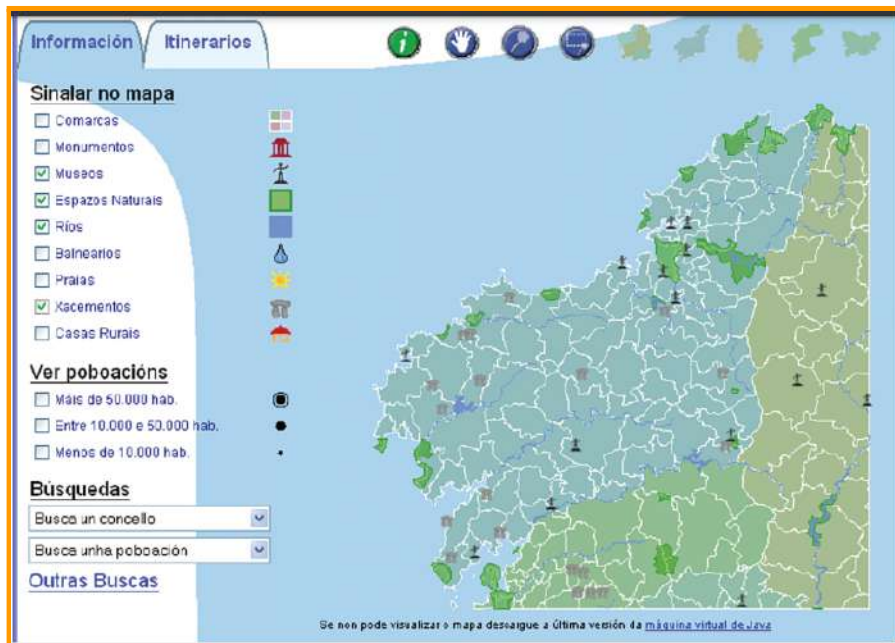 Información
Itinerarios
Sinalar no mapa
Comarcas
Monumentos
Museos
Espazos Naturais
Ríos
Balnearios
Praias
Xacementos
Casas Rurais
Ver poboacións
Máis de 50.000 hab.
Entre 10.000 e 50.000 hab.
Menos de 10.000 hab.
Búsquedas
Busca un concello
Busca unha poboación
Outras Buscas
Se non pode visualizar o mapa descargue a última versión da máquina virtual de Java